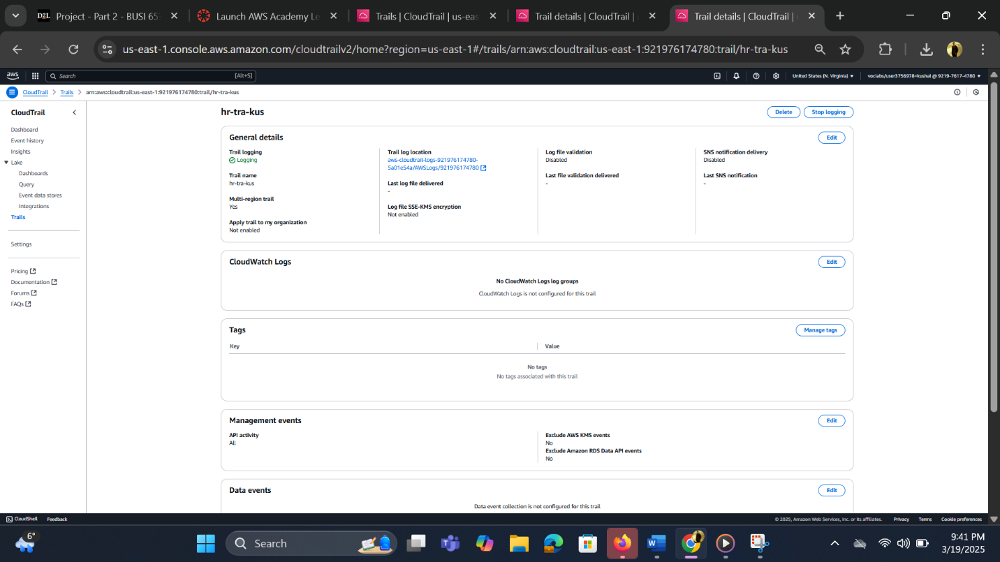 D2L Project - Part 2 - BUSI 65
Launch AWS Academy Le
Trails | CloudTrail | us-eas
Trail details | CloudTrail |
Trail details | CloudTrail |
us-east-1.console.aws.amazon.com/cloudtrailv2/home?region=us-east-1#/trails/arn:aws:cloudtrail:us-east-1:921976174780:trail/hr-tra-kus
aws Search [Alt+S] United States (N. Virginia) voclabs/user3756978=kushal @ 9219-7617-4780
CloudTrail > Trails > arn:aws:cloudtrail:us-east-1:921976174780:trail/hr-tra-kus
CloudTrail
Dashboard
Event history
Insights
Lake
Dashboards
Query
Event data stores
Integrations
Trails
Settings
Pricing
Documentation
Forums
FAQs
hr-tra-kus
Delete
Stop logging
General details
Edit
Trail logging
Logging
Trail name
hr-tra-kus
Multi-region trail
Yes
Apply trail to my organization
Not enabled
Trail log location
aws-cloudtrail-logs-921976174780-
5a01e54a/AWSLogs/921976174780
Last log file delivered
-
Log file SSE-KMS encryption
Not enabled
Log file validation
Disabled
Last file validation delivered
-
SNS notification delivery
Disabled
Last SNS notification
-
CloudWatch Logs
Edit
No CloudWatch Logs log groups
CloudWatch Logs is not configured for this trail
Tags
Manage tags
Key Value
No tags
No tags associated with this trail
Management events
Edit
API activity
All
Exclude AWS KMS events
No
Exclude Amazon RDS Data API events
No
Data events
Edit
Data event collection is not configured for this trail
CloudShell Feedback © 2025, Amazon Web Services, Inc. or its affiliates. Privacy Terms Cookie preferences
6°
Search
9:41 PM
3/19/2025